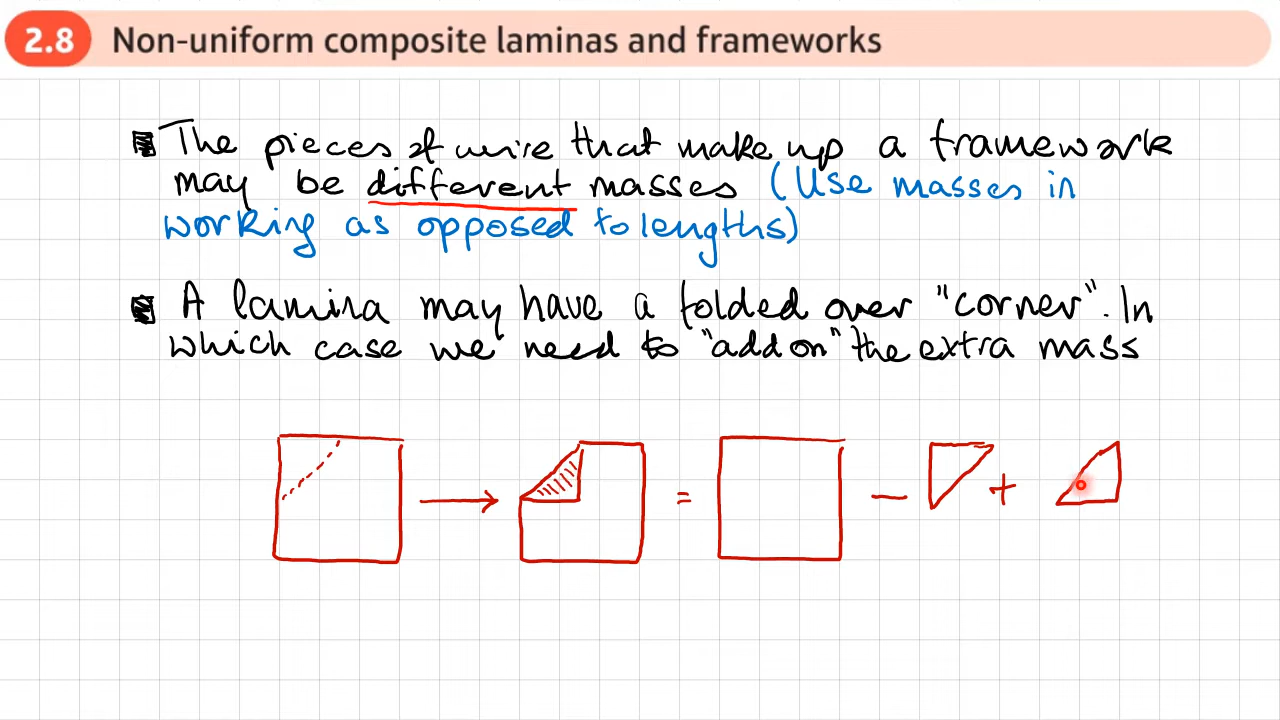 2.8 Non-uniform composite laminas and frameworks
The pieces of wire that make up a framework
may be different masses (Use masses in
working as opposed to lengths)
A lamina may have a folded over "corner". In
which case we need to "add on" the extra mass
= − +